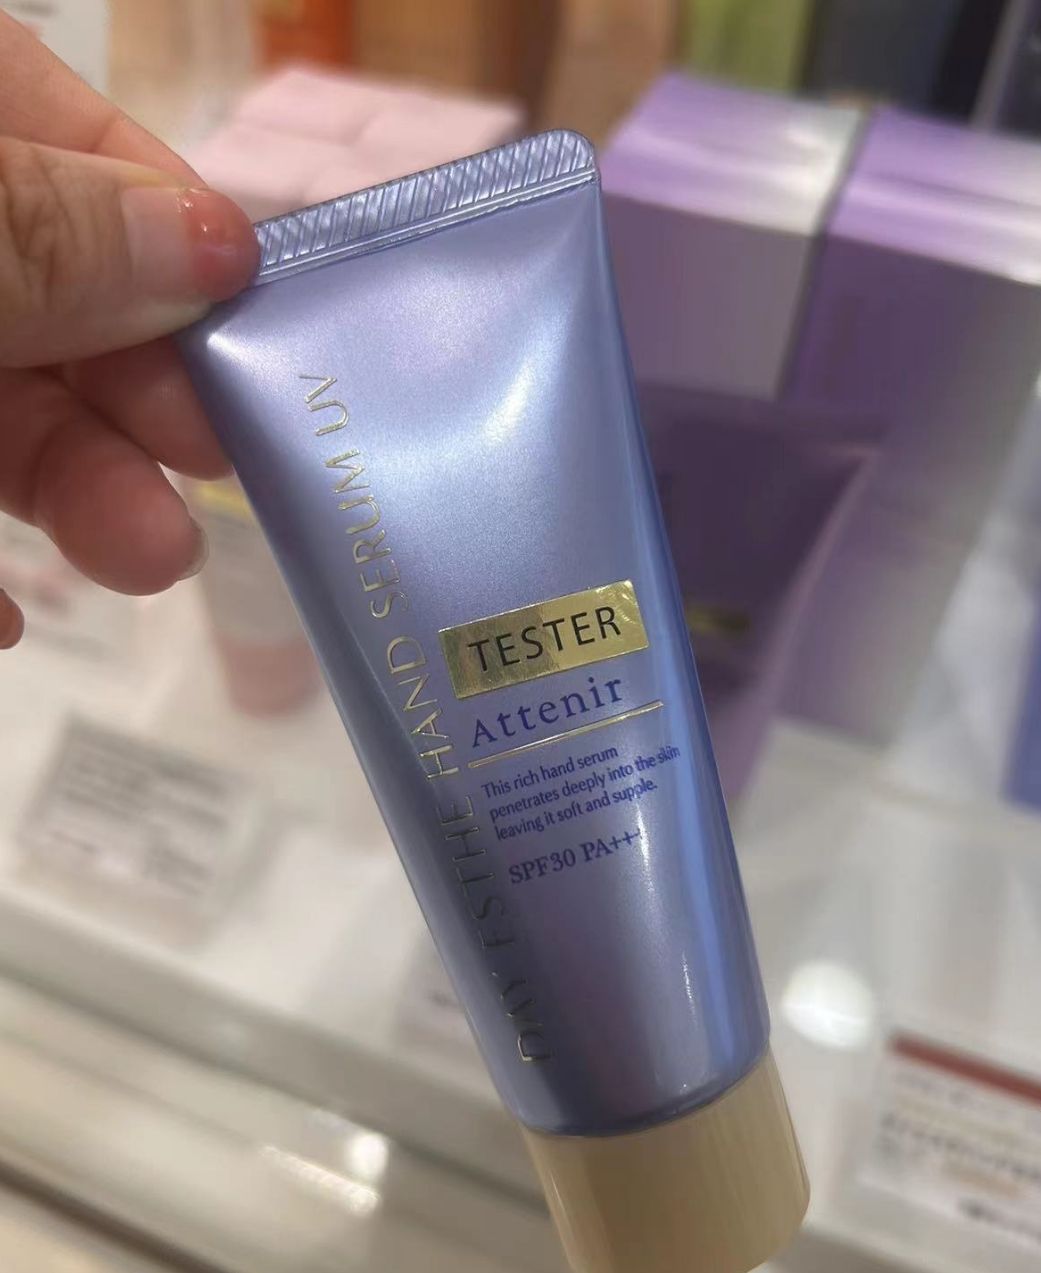 DAY ESTHE HAND SERUM UV
TESTER
Attenir
This rich hand serum
penetrates deeply into the skin
leaving it soft and supple.
SPF30 PA+++